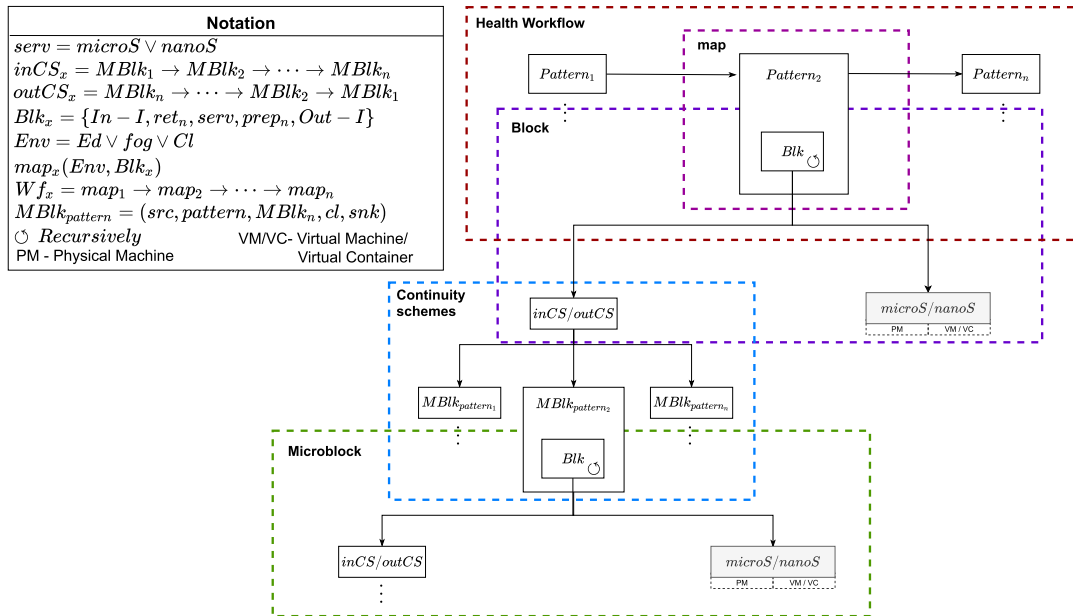 Notation
serv = microS ∨ nanoS
inCS_x = MBlk_1 → MBlk_2 → ⋯ → MBlk_n
outCS_x = MBlk_n → ⋯ → MBlk_2 → MBlk_1
Blk_x = {In − I, ret_n, serv, prep_n, Out − I}
Env = Ed ∨ fog ∨ Cl
map_x(Env, Blk_x)
Wf_x = map_1 → map_2 → ⋯ → map_n
MBlk_pattern = (src, pattern, MBlk_n, cl, snk)
↻ Recursively
VM/VC- Virtual Machine/
Virtual Container
PM - Physical Machine
Health Workflow
map
Pattern_1
Pattern_2
Pattern_n
⋮
⋮
Block
Blk
↻
Continuity
schemes
inCS/outCS
microS/nanoS
PM
VM / VC
MBlk_pattern_1
MBlk_pattern_2
MBlk_pattern_n
⋮
⋮
Microblock
Blk
↻
inCS/outCS
⋮
microS/nanoS
PM
VM / VC